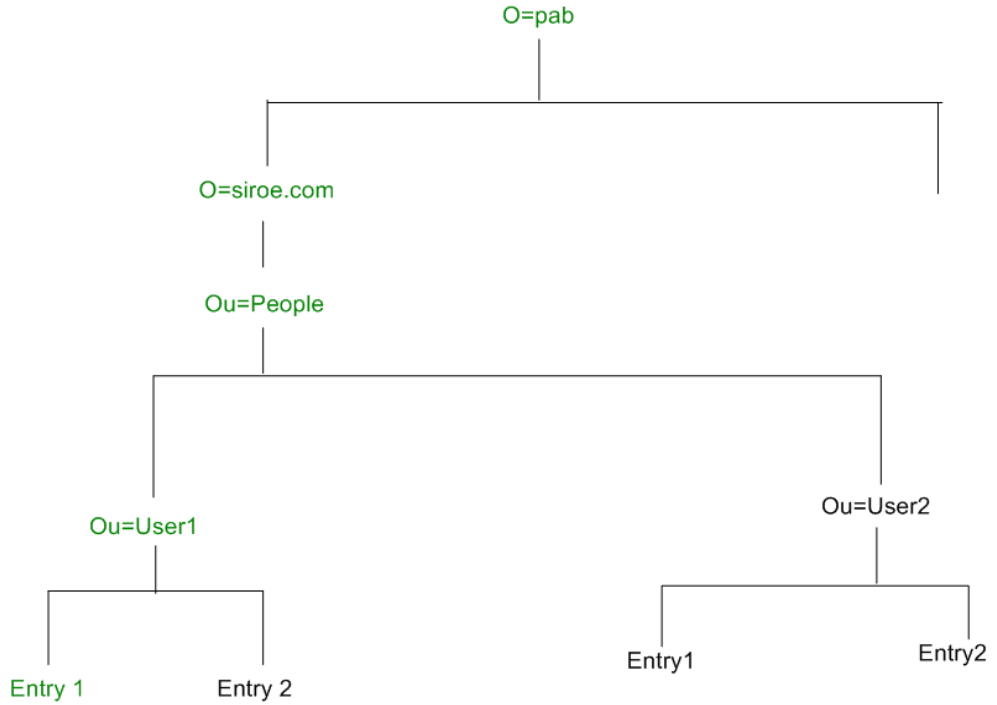 O=pab
O=siroe.com
Ou=People
Ou=User1
Ou=User2
Entry 1
Entry 2
Entry1
Entry2